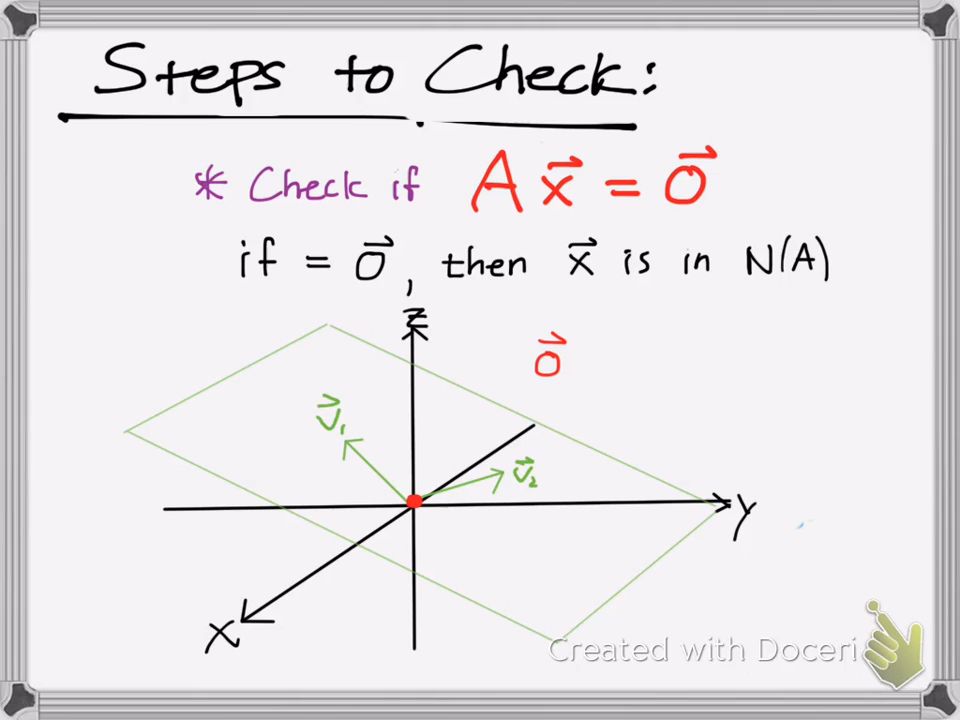 Steps to Check:
* Check if A x⃗ = 0⃗
if = 0⃗, then x⃗ is in N(A)
Z
0⃗
v⃗₁
v⃗₂
Y
X
Created with Doceri